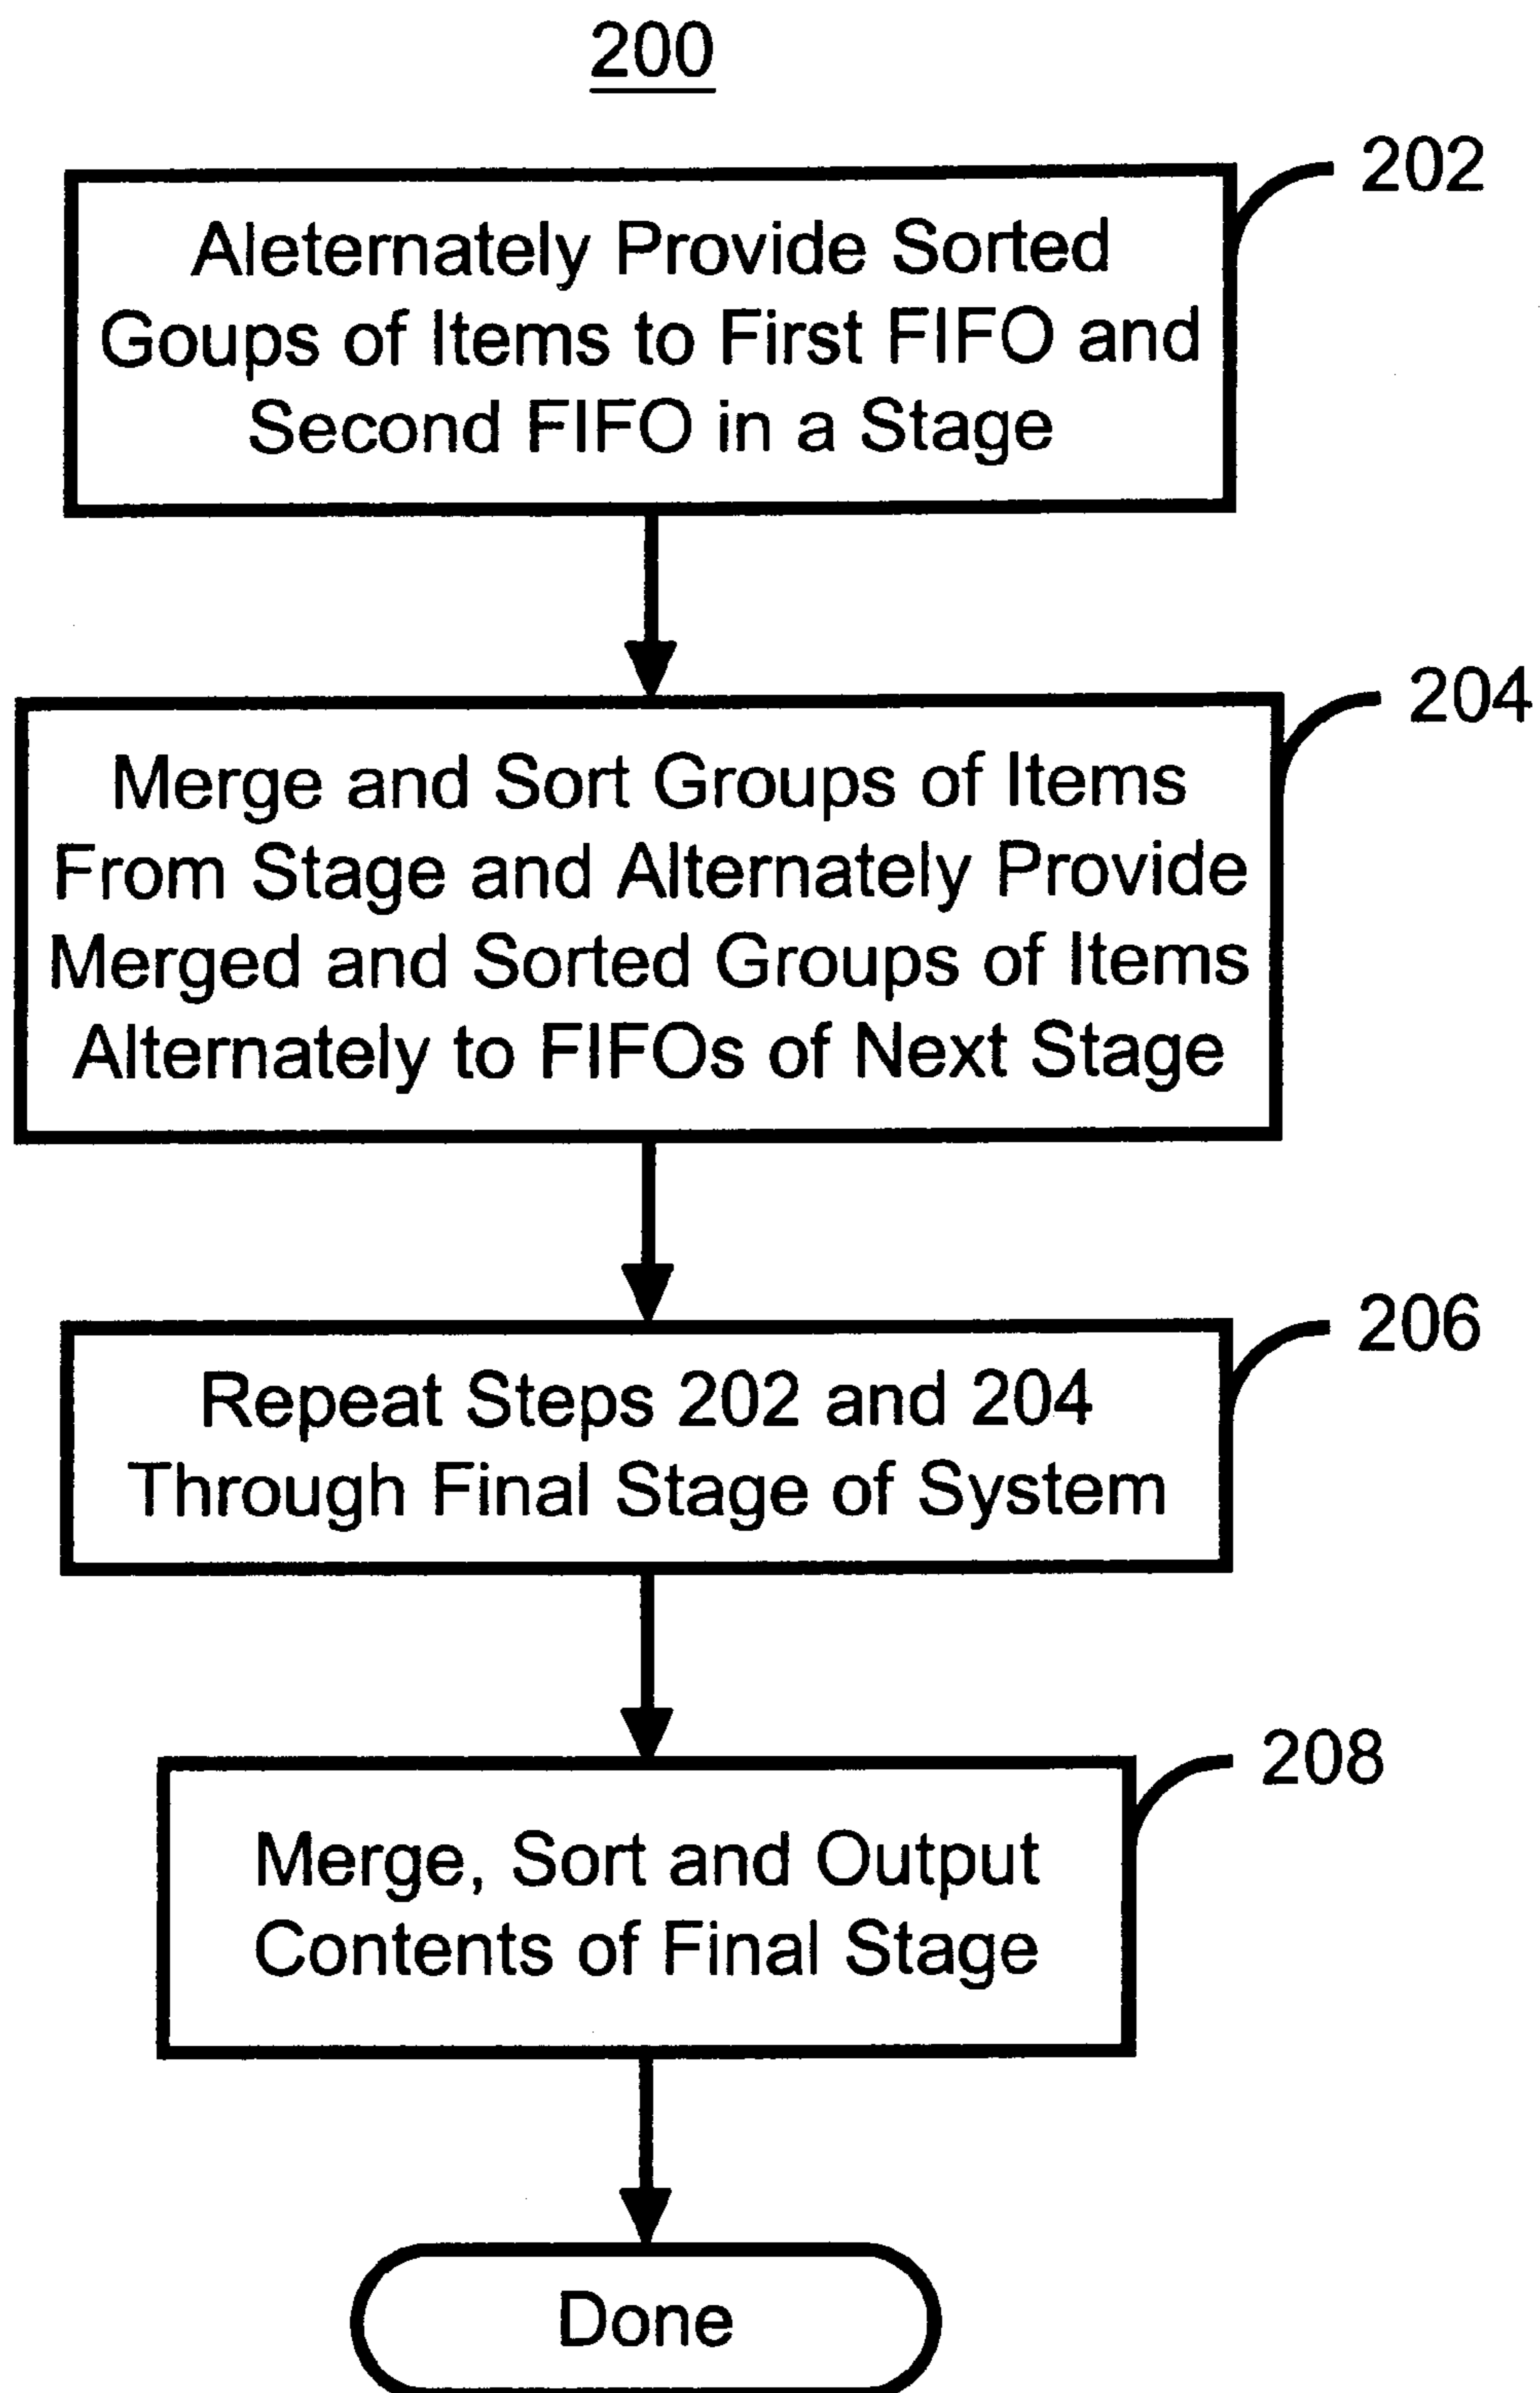 200
202
Aleternately Provide Sorted
Goups of Items to First FIFO and
Second FIFO in a Stage
204
Merge and Sort Groups of Items
From Stage and Alternately Provide
Merged and Sorted Groups of Items
Alternately to FIFOs of Next Stage
206
Repeat Steps 202 and 204
Through Final Stage of System
208
Merge, Sort and Output
Contents of Final Stage
Done